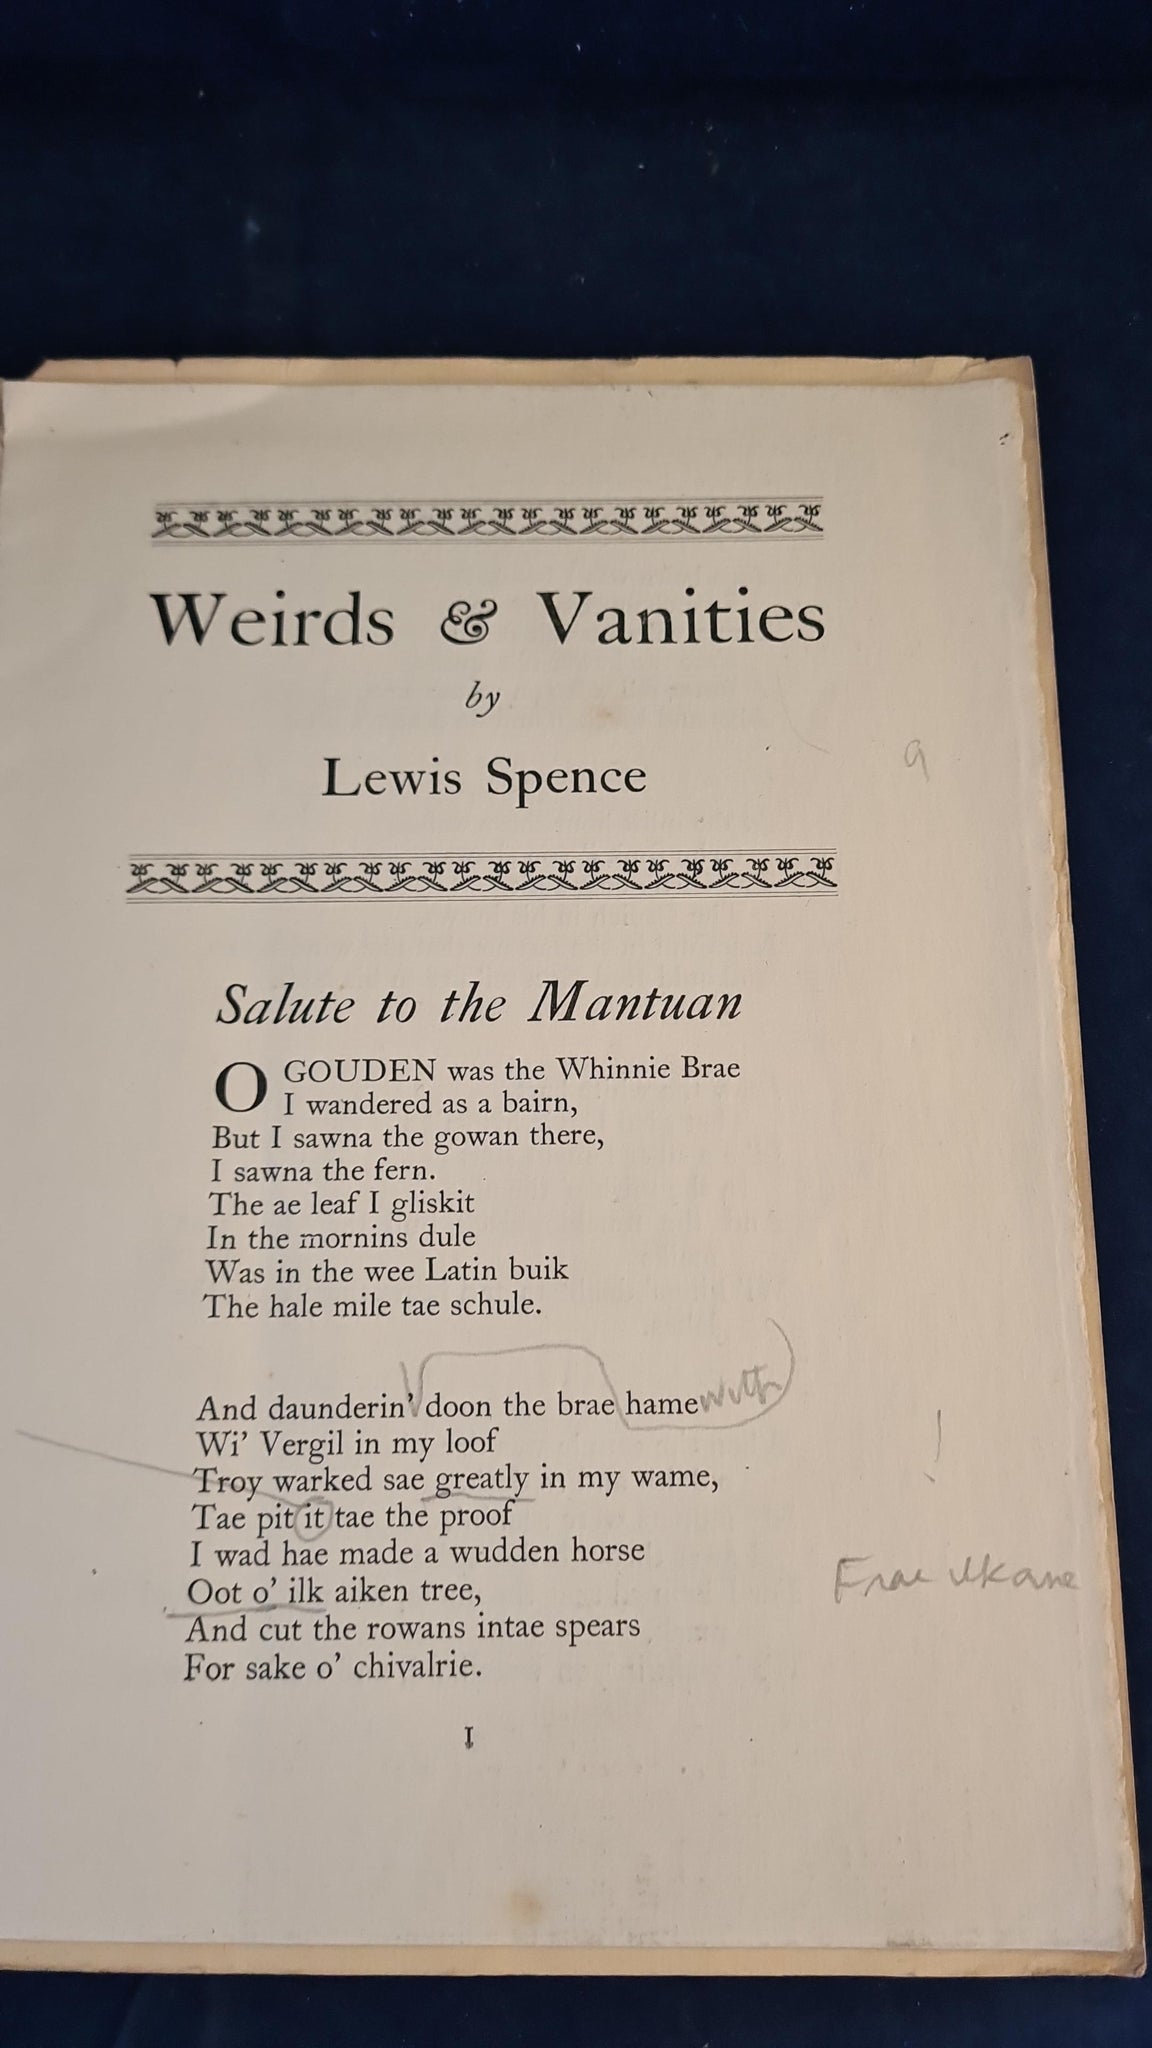 Weirds & Vanities
by
Lewis Spence
9
Salute to the Mantuan
O GOUDEN was the Whinnie Brae
I wandered as a bairn,
But I sawna the gowan there,
I sawna the fern.
The ae leaf I gliskit
In the mornins dule
Was in the wee Latin buik
The hale mile tae schule.
And daunderin' doon the brae hame
Wi' Vergil in my loof
Troy warked sae greatly in my wame,
Tae pit it tae the proof
I wad hae made a wudden horse
Oot o' ilk aiken tree,
Frae ilkane
And cut the rowans intae spears
For sake o' chivalrie.
1